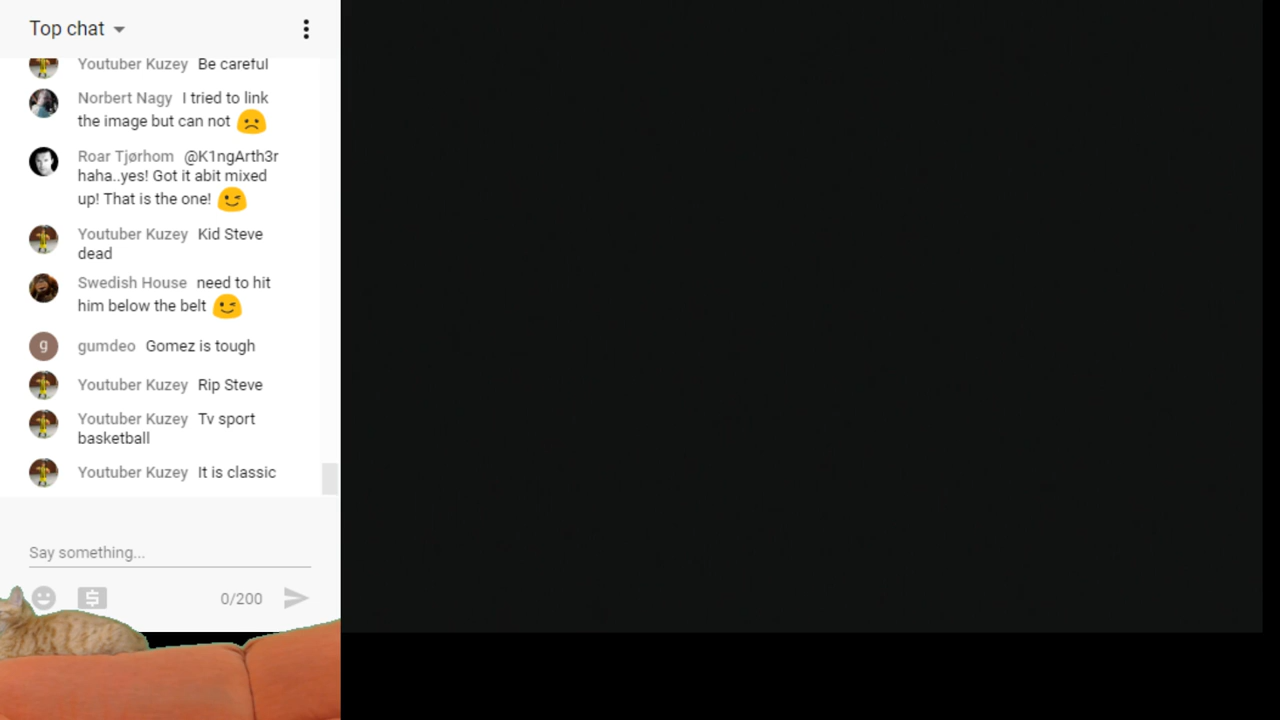 Top chat
Youtuber Kuzey Be careful
Norbert Nagy I tried to link
the image but can not
Roar Tjørhom @K1ngArth3r
haha..yes! Got it abit mixed
up! That is the one!
Youtuber Kuzey Kid Steve
dead
Swedish House need to hit
him below the belt
g gumdeo Gomez is tough
Youtuber Kuzey Rip Steve
Youtuber Kuzey Tv sport
basketball
Youtuber Kuzey It is classic
Say something...
0/200